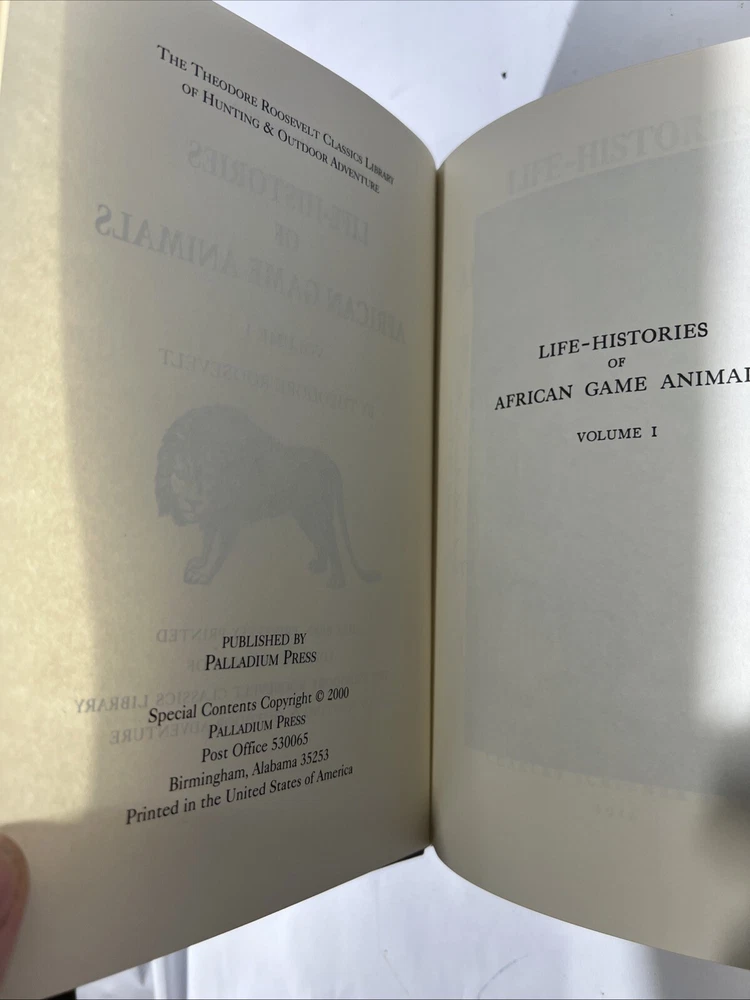 THE THEODORE ROOSEVELT CLASSICS LIBRARY
OF HUNTING & OUTDOOR ADVENTURE
PUBLISHED BY
PALLADIUM PRESS
Special Contents Copyright © 2000
PALLADIUM PRESS
Post Office 530065
Birmingham, Alabama 35253
Printed in the United States of America
LIFE-HISTORIES
OF
AFRICAN GAME ANIMAL
VOLUME I